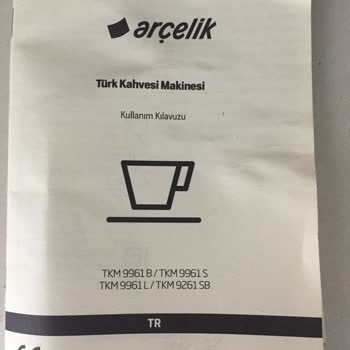 arçelik
Türk Kahvesi Makinesi
Kullanım Kılavuzu
TKM 9961 B / TKM 9961 S
TKM 9961 L / TKM 9261 SB
TR